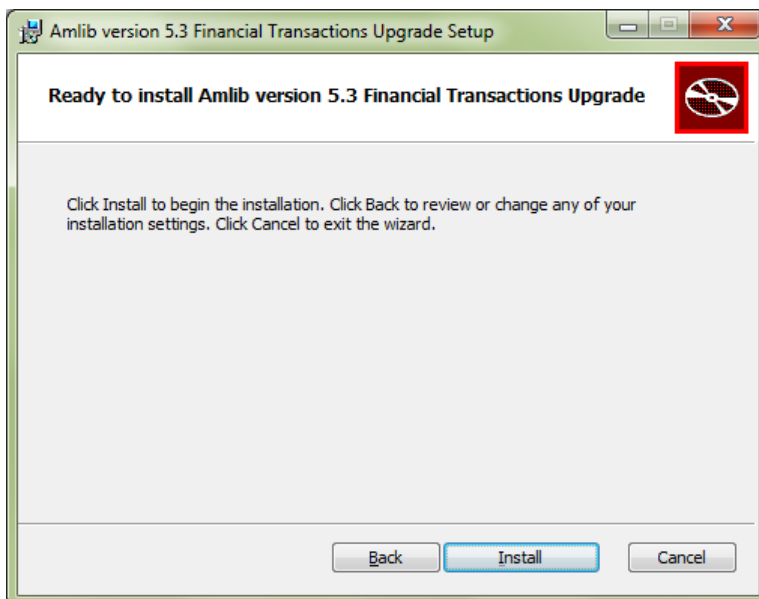 Amlib version 5.3 Financial Transactions Upgrade Setup
Ready to install Amlib version 5.3 Financial Transactions Upgrade
Click Install to begin the installation. Click Back to review or change any of your
installation settings. Click Cancel to exit the wizard.
Back Install Cancel